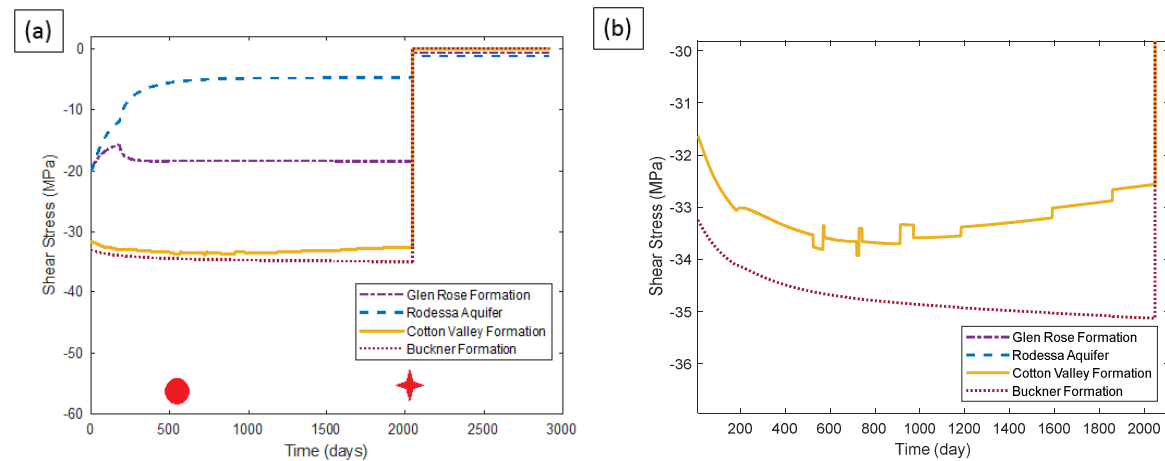 (a)
0
-10
-20
-30
-40
-50
-60
Shear Stress (MPa)
Glen Rose Formation
Rodessa Aquifer
Cotton Valley Formation
Buckner Formation
0 500 1000 1500 2000 2500 3000
Time (days)
(b)
-30
-31
-32
-33
-34
-35
-36
Shear Stress (MPa)
Glen Rose Formation
Rodessa Aquifer
Cotton Valley Formation
Buckner Formation
200 400 600 800 1000 1200 1400 1600 1800 2000
Time (day)